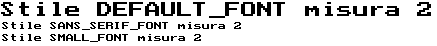 Stile DEFAULT_FONT misura 2
Stile SANS_SERIF_FONT misura 2
Stile SMALL_FONT misura 2